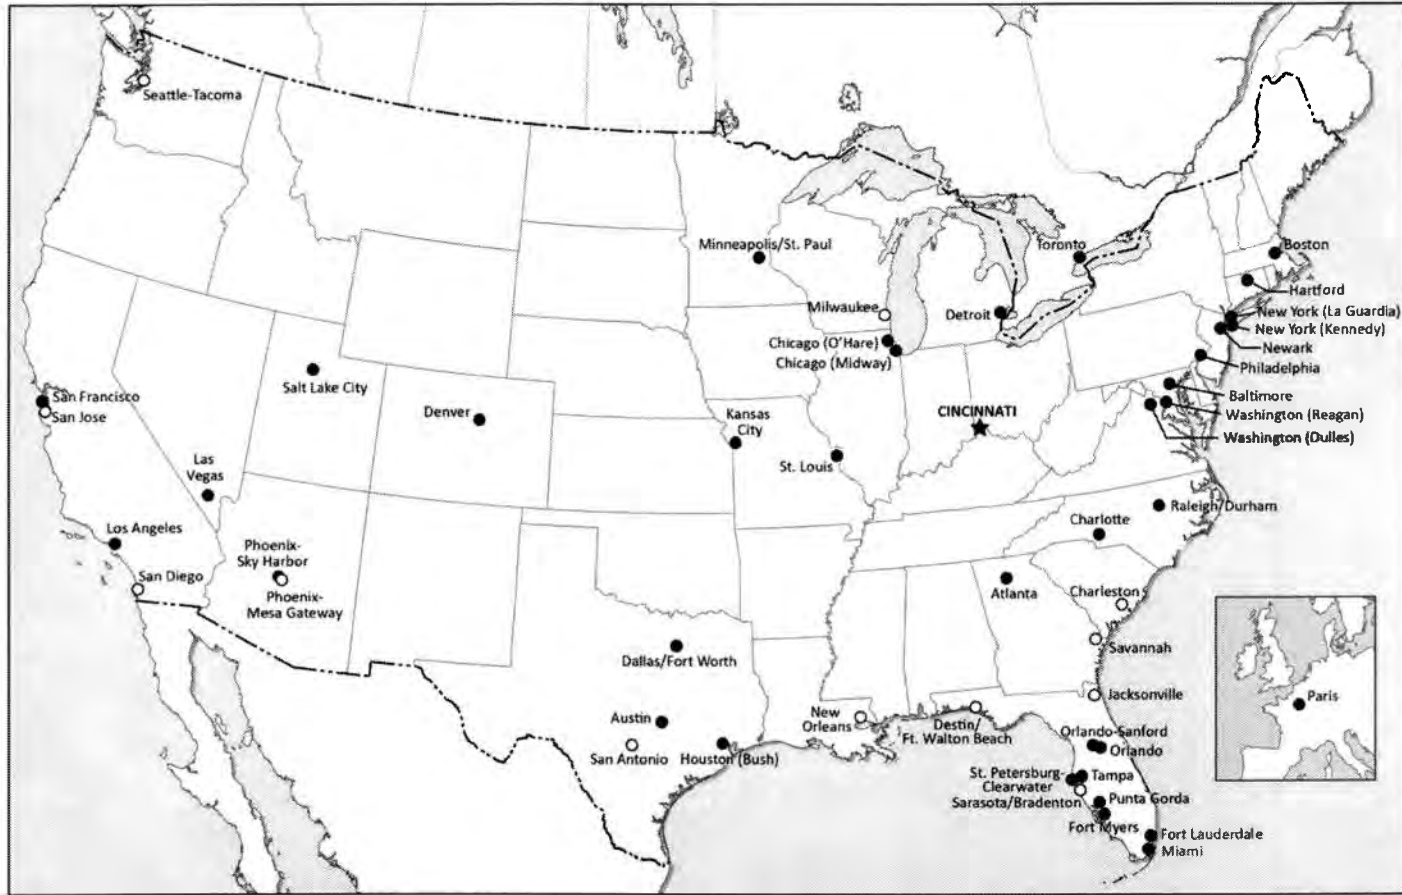 Seattle-Tacoma
Minneapolis/St. Paul
Toronto
Boston
Hartford
Milwaukee
Detroit
New York (La Guardia)
New York (Kennedy)
Newark
Chicago (O'Hare)
Chicago (Midway)
Philadelphia
Salt Lake City
San Francisco
San Jose
Denver
Kansas
City
CINCINNATI
Baltimore
Washington (Reagan)
Washington (Dulles)
Las
Vegas
St. Louis
Raleigh/Durham
Los Angeles
Charlotte
Phoenix-
Sky Harbor
San Diego
Phoenix-
Mesa Gateway
Atlanta
Charleston
Savannah
Dallas/Fort Worth
Jacksonville
Paris
Austin
New
Orleans
Destin/
Ft. Walton Beach
San Antonio
Houston (Bush)
Orlando-Sanford
Orlando
St. Petersburg-
Clearwater
Tampa
Sarasota/Bradenton
Punta Gorda
Fort Myers
Fort Lauderdale
Miami